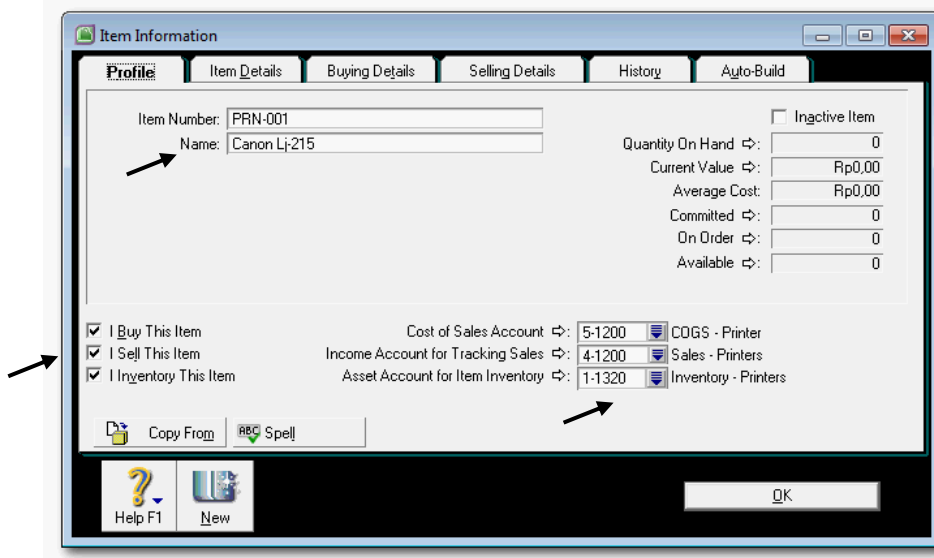 Item Information
Profile Item Details Buying Details Selling Details History Auto-Build
Item Number: PRN-001
Name: Canon Lj-215
Inactive Item
Quantity On Hand ⇨: 0
Current Value ⇨: Rp0,00
Average Cost: Rp0,00
Committed ⇨: 0
On Order ⇨: 0
Available ⇨: 0
I Buy This Item
I Sell This Item
I Inventory This Item
Cost of Sales Account ⇨: 5-1200 COGS - Printer
Income Account for Tracking Sales ⇨: 4-1200 Sales - Printers
Asset Account for Item Inventory ⇨: 1-1320 Inventory - Printers
Copy From ABC Spell
Help F1 New
OK